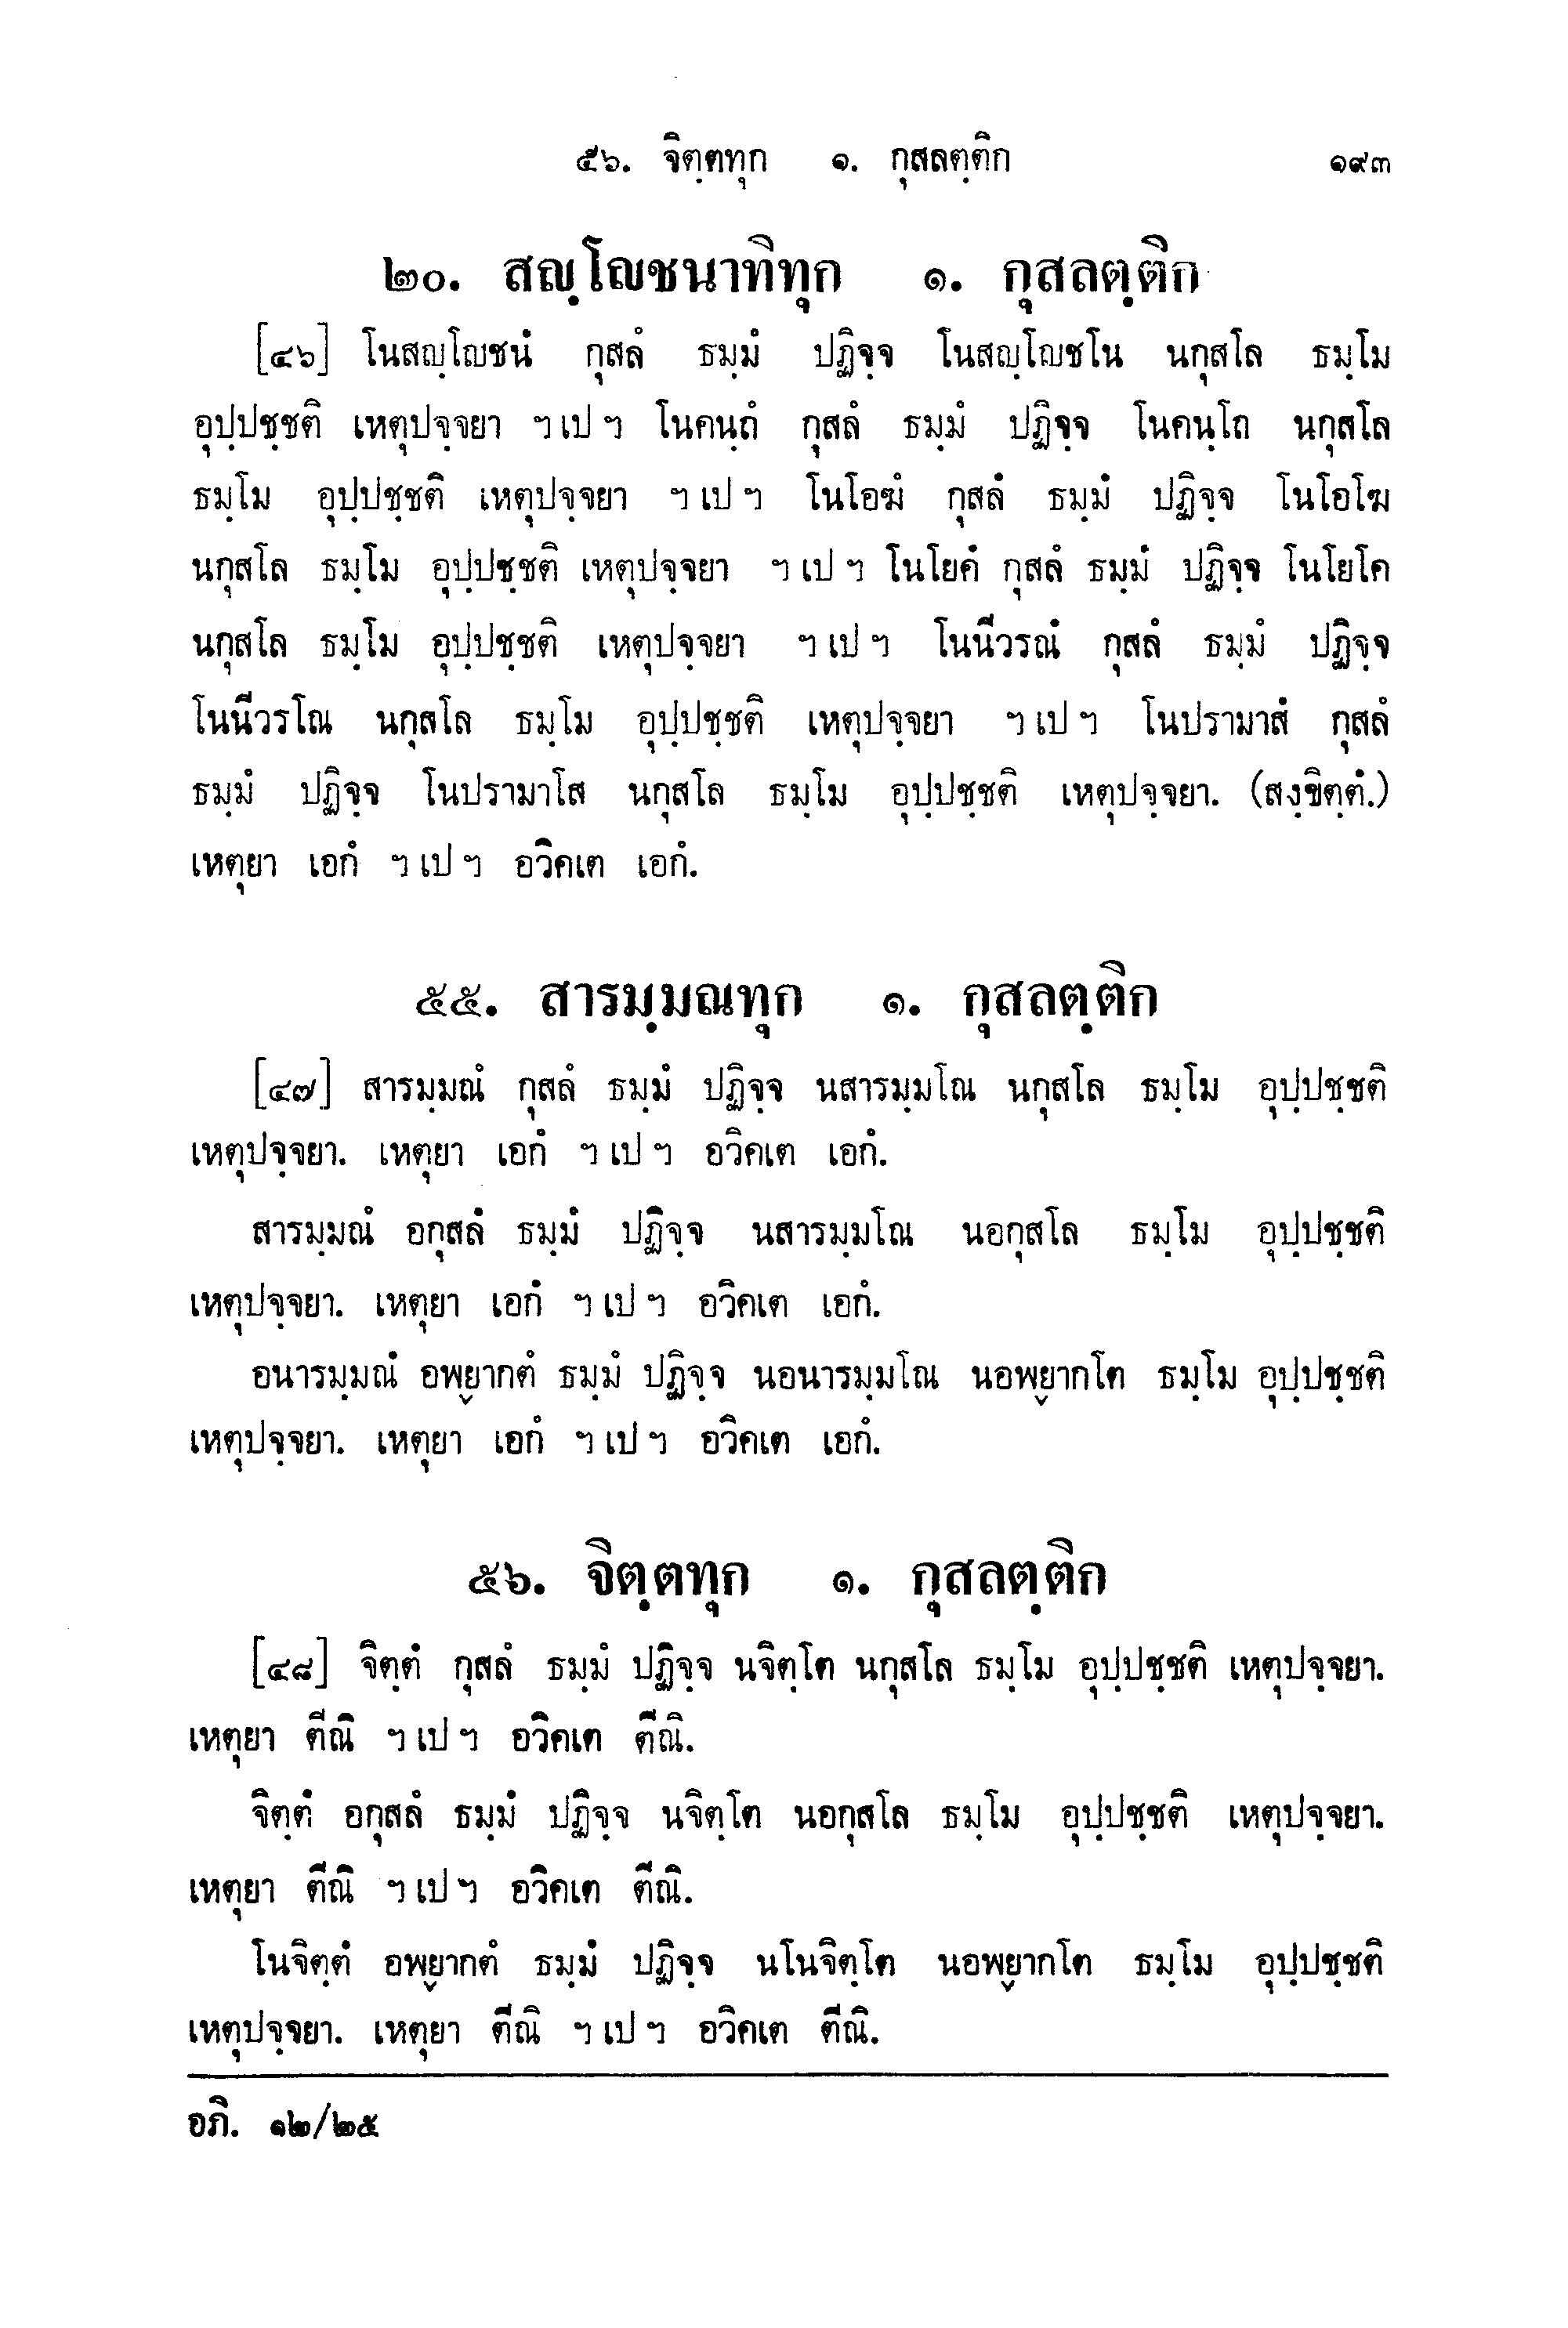 ๕๖. จิตฺตทุก ๑. กุสลตฺติก ๑๙๓
๒๐. สญฺโญชนาทิทุก ๑. กุสลตฺติก
[๔๖] โนสญฺโญชนํ กุสลํ ธมฺมํ ปฏิจฺจ โนสญฺโญชโน นกุสโล ธมฺโม
อุปฺปชฺชติ เหตุปจฺจยา ฯ เป ฯ โนคนฺถํ กุสลํ ธมฺมํ ปฏิจฺจ โนคนฺโถ นกุสโล
ธมฺโม อุปฺปชฺชติ เหตุปจฺจยา ฯ เป ฯ โนโอฆํ กุสลํ ธมฺมํ ปฏิจฺจ โนโอโฆ
นกุสโล ธมฺโม อุปฺปชฺชติ เหตุปจฺจยา ฯ เป ฯ โนโยคํ กุสลํ ธมฺมํ ปฏิจฺจ โนโยโค
นกุสโล ธมฺโม อุปฺปชฺชติ เหตุปจฺจยา ฯ เป ฯ โนนีวรณํ กุสลํ ธมฺมํ ปฏิจฺจ
โนนีวรโณ นกุสโล ธมฺโม อุปฺปชฺชติ เหตุปจฺจยา ฯ เป ฯ โนปรามาสํ กุสลํ
ธมฺมํ ปฏิจฺจ โนปรามาโส นกุสโล ธมฺโม อุปฺปชฺชติ เหตุปจฺจยา. (สงฺขิตฺตํ.)
เหตุยา เอกํ ฯ เป ฯ อวิคเต เอกํ.
๕๕. สารมฺมณทุก ๑. กุสลตฺติก
[๔๗] สารมฺมณํ กุสลํ ธมฺมํ ปฏิจฺจ นสารมฺมโณ นกุสโล ธมฺโม อุปฺปชฺชติ
เหตุปจฺจยา. เหตุยา เอกํ ฯ เป ฯ อวิคเต เอกํ.
สารมฺมณํ อกุสลํ ธมฺมํ ปฏิจฺจ นสารมฺมโณ นอกุสโล ธมฺโม อุปฺปชฺชติ
เหตุปจฺจยา. เหตุยา เอกํ ฯ เป ฯ อวิคเต เอกํ.
อนารมฺมณํ อพฺยากตํ ธมฺมํ ปฏิจฺจ นอนารมฺมโณ นอพฺยากโต ธมฺโม อุปฺปชฺชติ
เหตุปจฺจยา. เหตุยา เอกํ ฯ เป ฯ อวิคเต เอกํ.
๕๖. จิตฺตทุก ๑. กุสลตฺติก
[๔๘] จิตฺตํ กุสลํ ธมฺมํ ปฏิจฺจ นจิตฺโต นกุสโล ธมฺโม อุปฺปชฺชติ เหตุปจฺจยา.
เหตุยา ตีณิ ฯ เป ฯ อวิคเต ตีณิ.
จิตฺตํ อกุสลํ ธมฺมํ ปฏิจฺจ นจิตฺโต นอกุสโล ธมฺโม อุปฺปชฺชติ เหตุปจฺจยา.
เหตุยา ตีณิ ฯ เป ฯ อวิคเต ตีณิ.
โนจิตฺตํ อพฺยากตํ ธมฺมํ ปฏิจฺจ นโนจิตฺโต นอพฺยากโต ธมฺโม อุปฺปชฺชติ
เหตุปจฺจยา. เหตุยา ตีณิ ฯ เป ฯ อวิคเต ตีณิ.
อภิ. ๑๒/๒๕